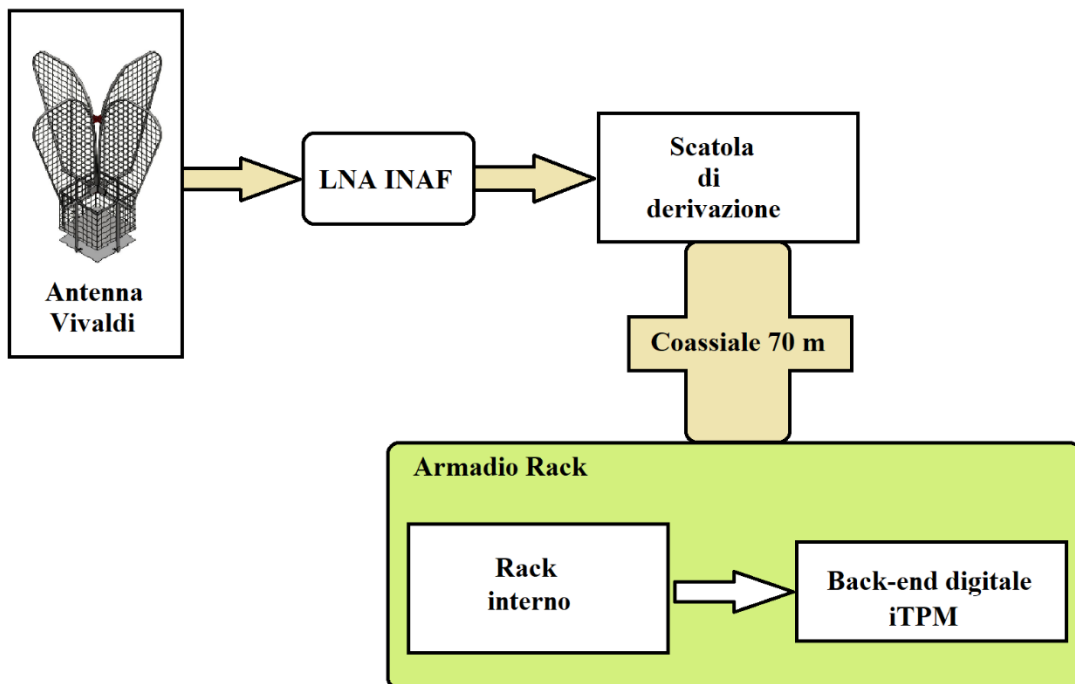 Antenna
Vivaldi
LNA INAF
Scatola
di
derivazione
Coassiale 70 m
Armadio Rack
Rack
interno
Back-end digitale
iTPM